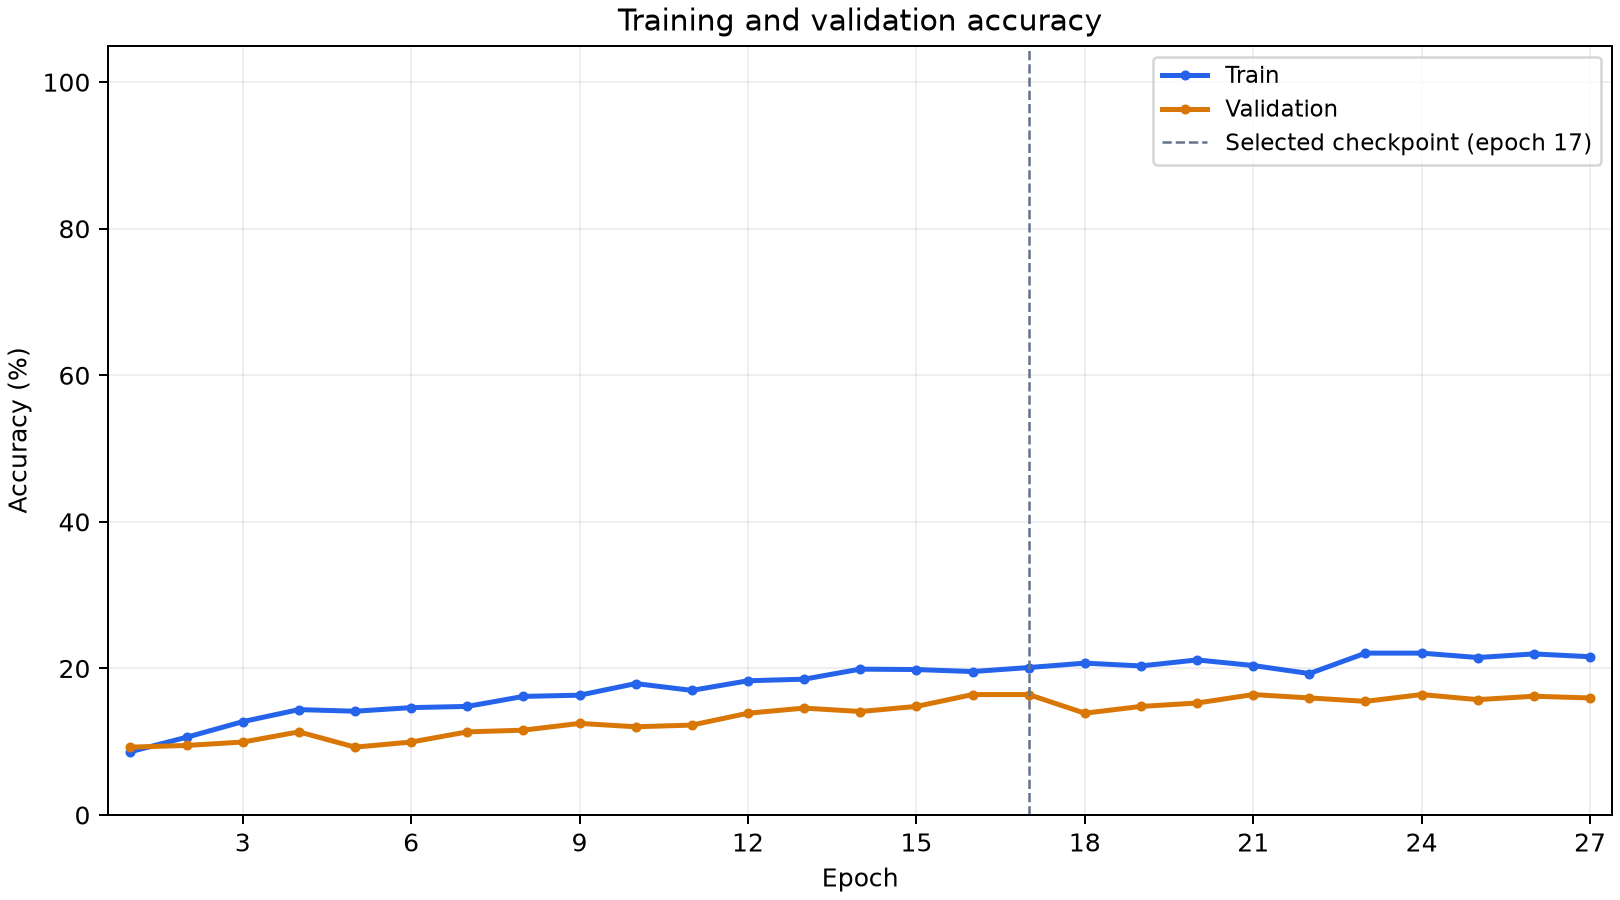 Training and validation accuracy
Train
Validation
Selected checkpoint (epoch 17)
100
80
60
40
20
0
Accuracy (%)
3 6 9 12 15 18 21 24 27
Epoch